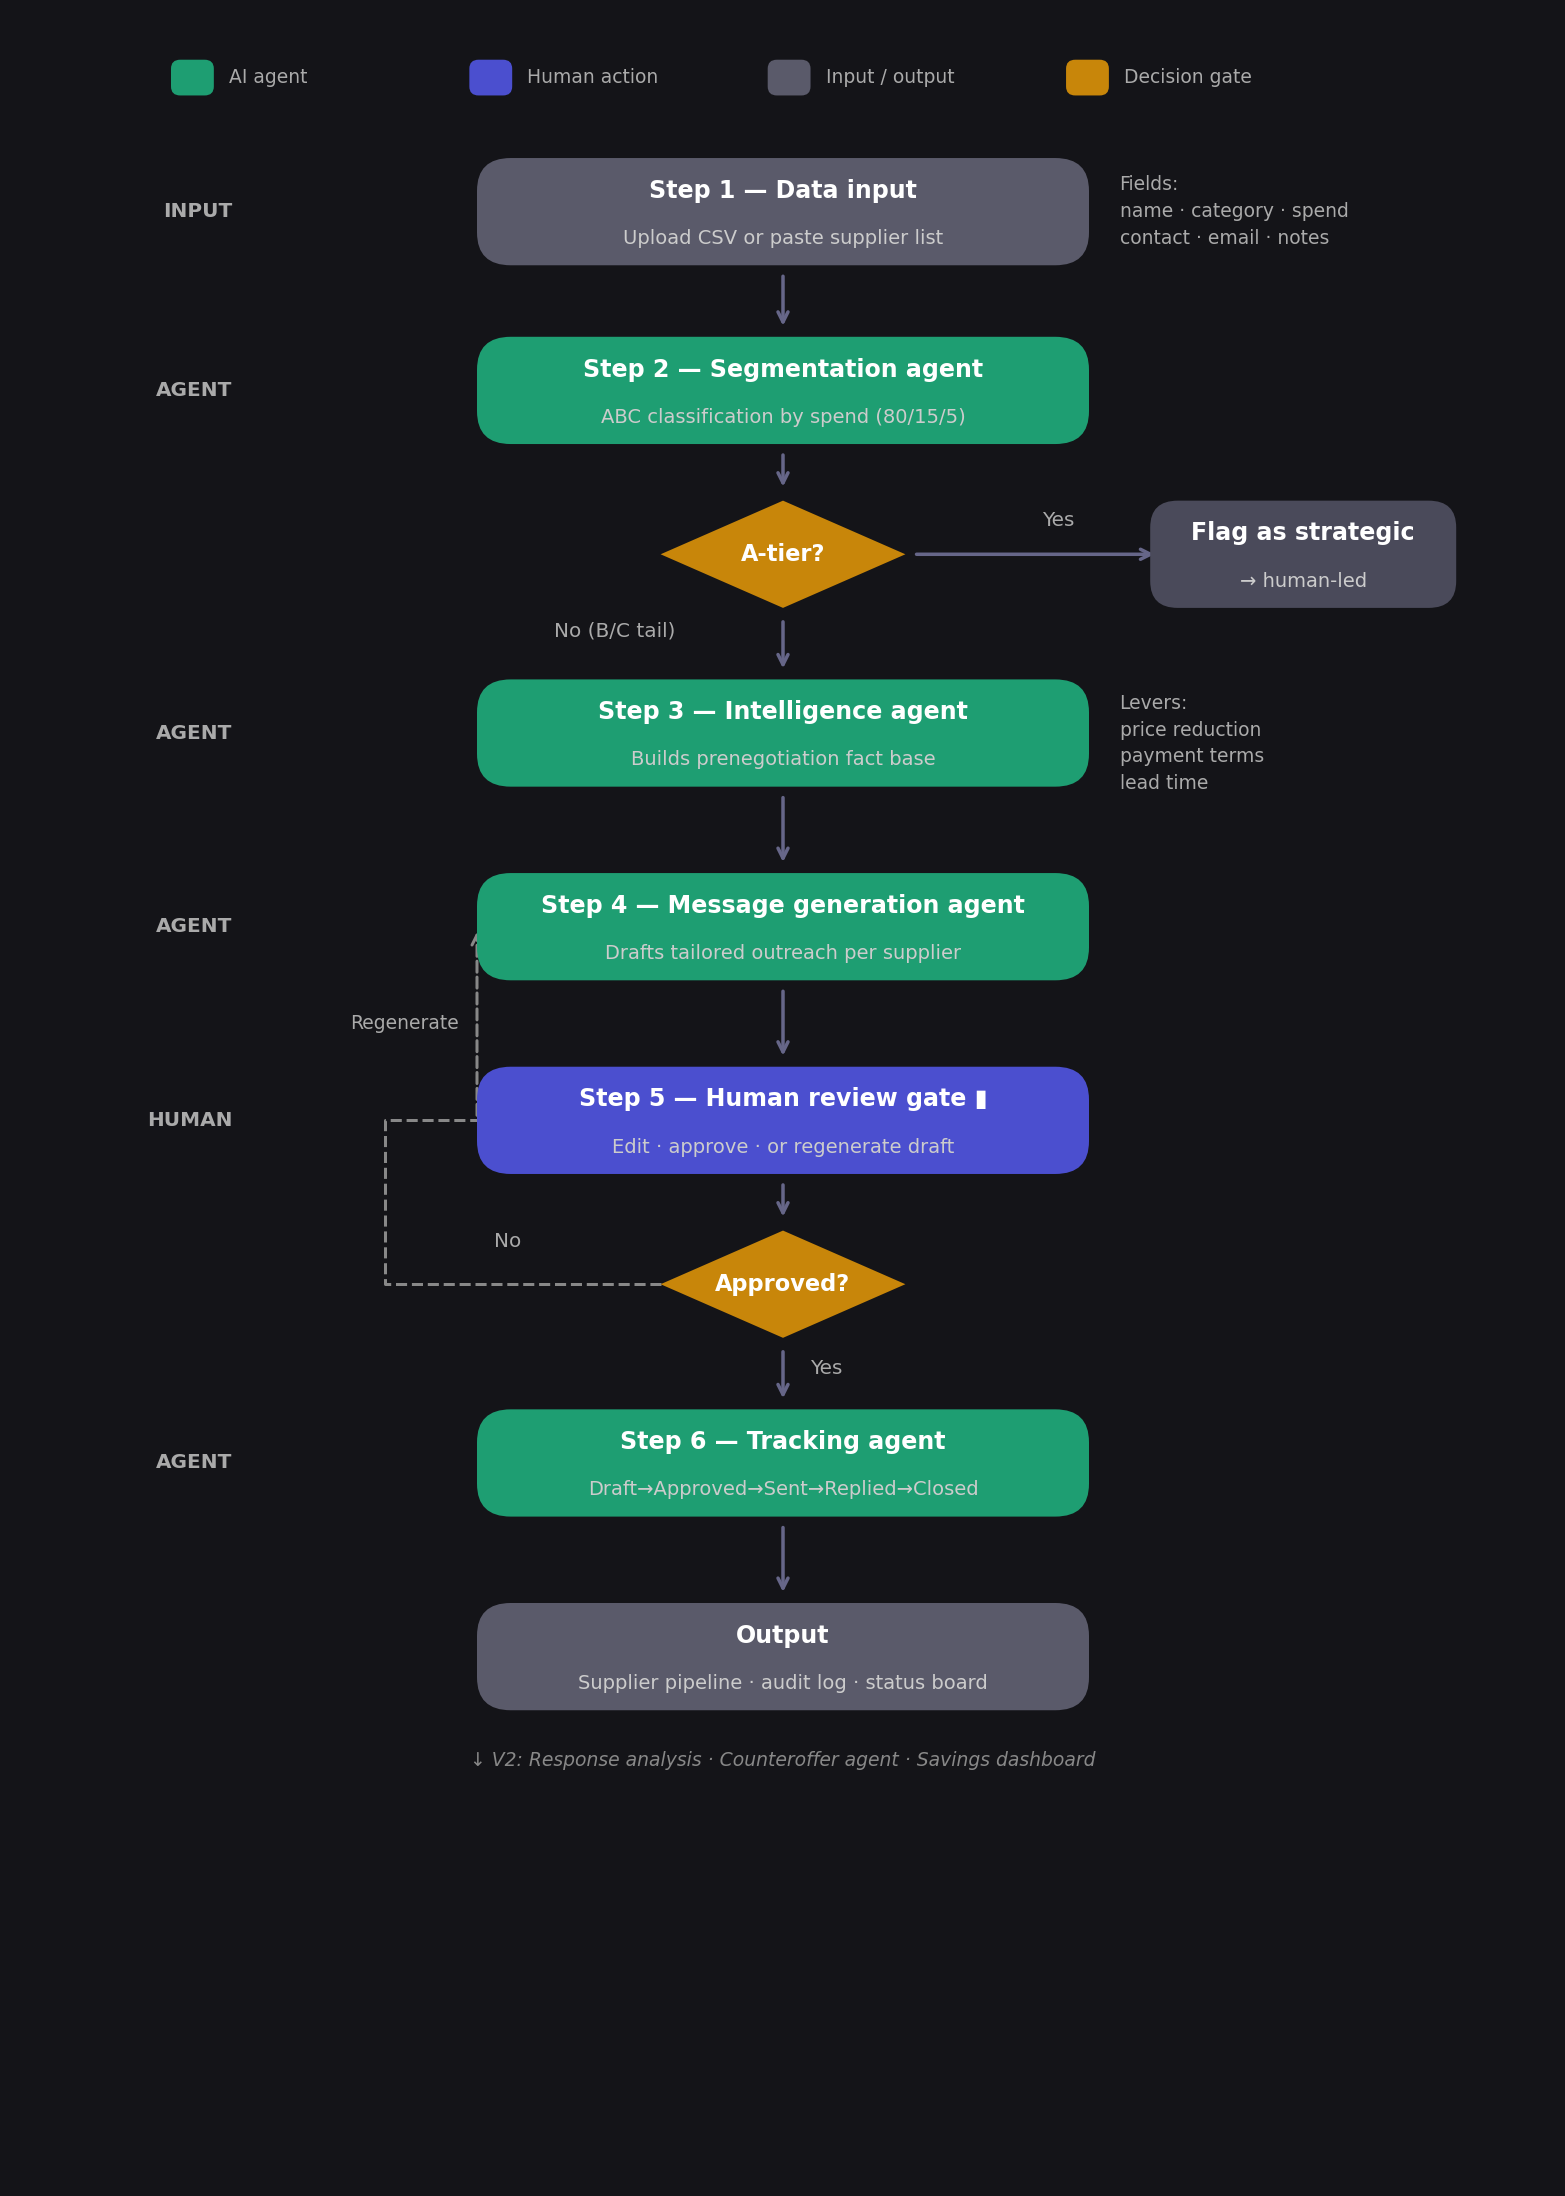 AI agent
Human action
Input / output
Decision gate
INPUT
Step 1 — Data input
Upload CSV or paste supplier list
Fields:
name · category · spend
contact · email · notes
AGENT
Step 2 — Segmentation agent
ABC classification by spend (80/15/5)
A-tier?
Yes
Flag as strategic
→ human-led
No (B/C tail)
AGENT
Step 3 — Intelligence agent
Builds prenegotiation fact base
Levers:
price reduction
payment terms
lead time
AGENT
Step 4 — Message generation agent
Drafts tailored outreach per supplier
Regenerate
HUMAN
Step 5 — Human review gate ▮
Edit · approve · or regenerate draft
No
Approved?
Yes
AGENT
Step 6 — Tracking agent
Draft→Approved→Sent→Replied→Closed
Output
Supplier pipeline · audit log · status board
↓ V2: Response analysis · Counteroffer agent · Savings dashboard